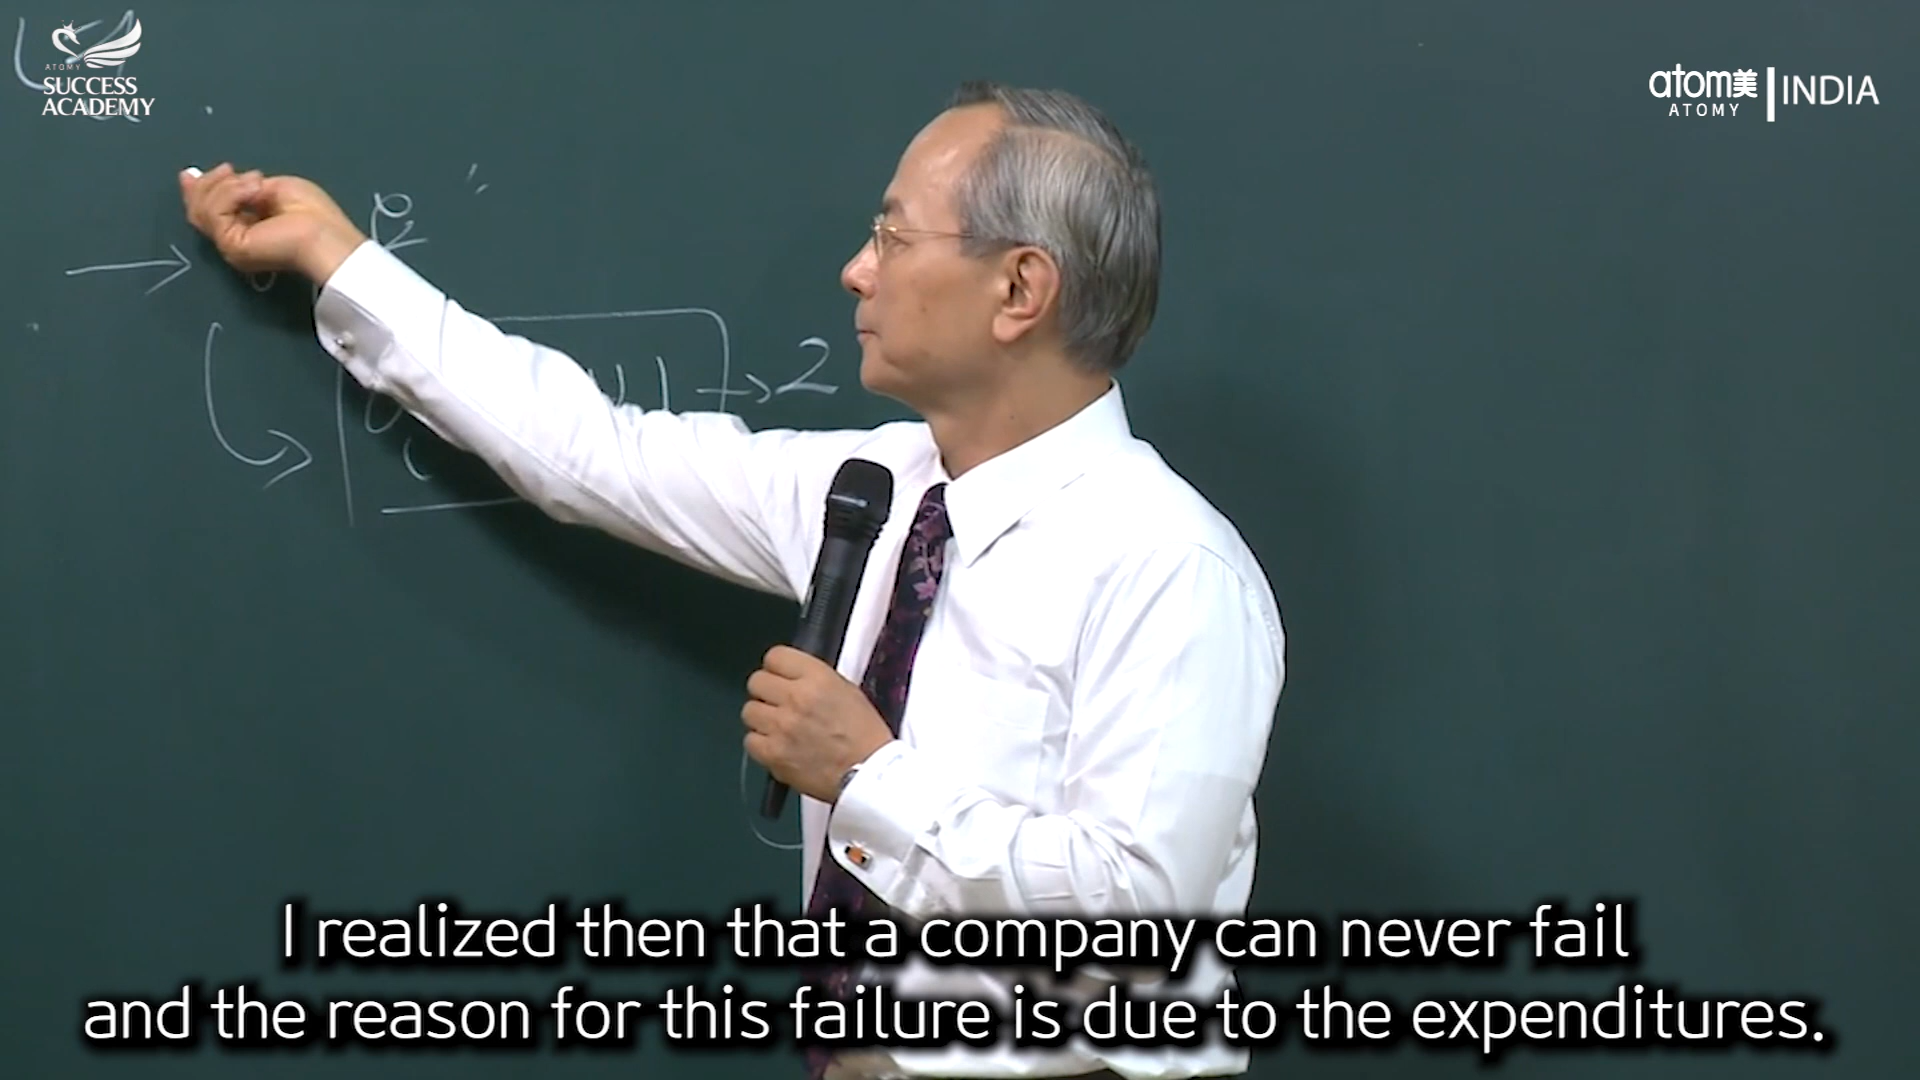 ATOMY
SUCCESS
ACADEMY
atom美
ATOMY
INDIA
2
I realized then that a company can never fail
and the reason for this failure is due to the expenditures.